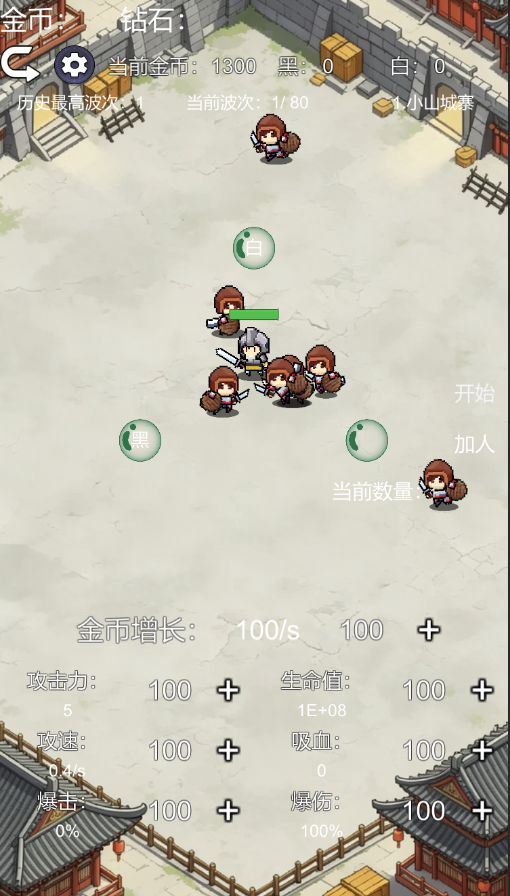 金币： 钻石：
当前金币：1300 黑：0 白：0
历史最高波次：1 当前波次：1/80 1.小山城寨
白
黑
开始
加人
当前数量：
金币增长： 100/s 100 +
攻击力： 100 + 生命值： 100 +
5 1E+08
攻速： 100 + 吸血： 100 +
0.4/s 0
爆击： 100 + 爆伤： 100 +
0% 100%